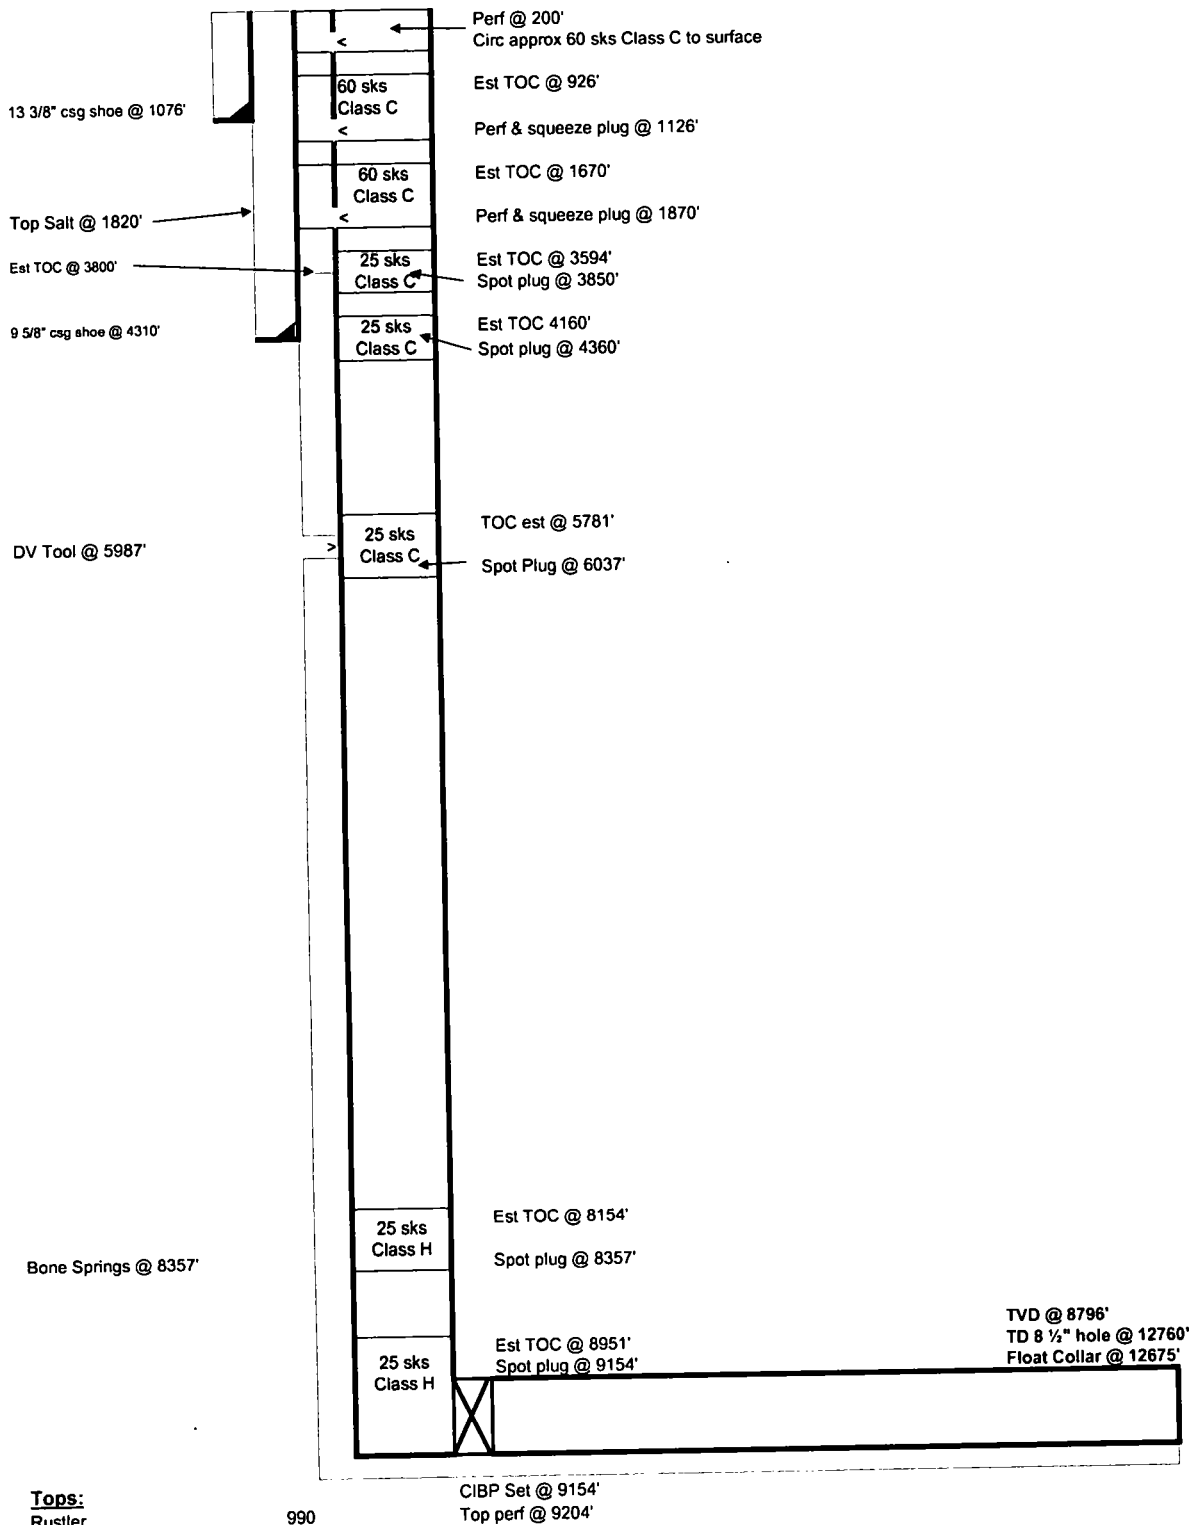 Perf @ 200'
Circ approx 60 sks Class C to surface
<
60 sks
Class C
Est TOC @ 926'
13 3/8" csg shoe @ 1076'
<
Perf & squeeze plug @ 1126'
60 sks
Class C
Est TOC @ 1670'
Top Salt @ 1820'
<
Perf & squeeze plug @ 1870'
Est TOC @ 3800'
25 sks
Class C
Est TOC @ 3594'
Spot plug @ 3850'
9 5/8" csg shoe @ 4310'
25 sks
Class C
Est TOC 4160'
Spot plug @ 4360'
DV Tool @ 5987'
>
25 sks
Class C
TOC est @ 5781'
Spot Plug @ 6037'
25 sks
Class H
Est TOC @ 8154'
Spot plug @ 8357'
Bone Springs @ 8357'
25 sks
Class H
Est TOC @ 8951'
Spot plug @ 9154'
TVD @ 8796'
TD 8 ½" hole @ 12760'
Float Collar @ 12675'
CIBP Set @ 9154'
Top perf @ 9204'
Tops:
Rustler 990